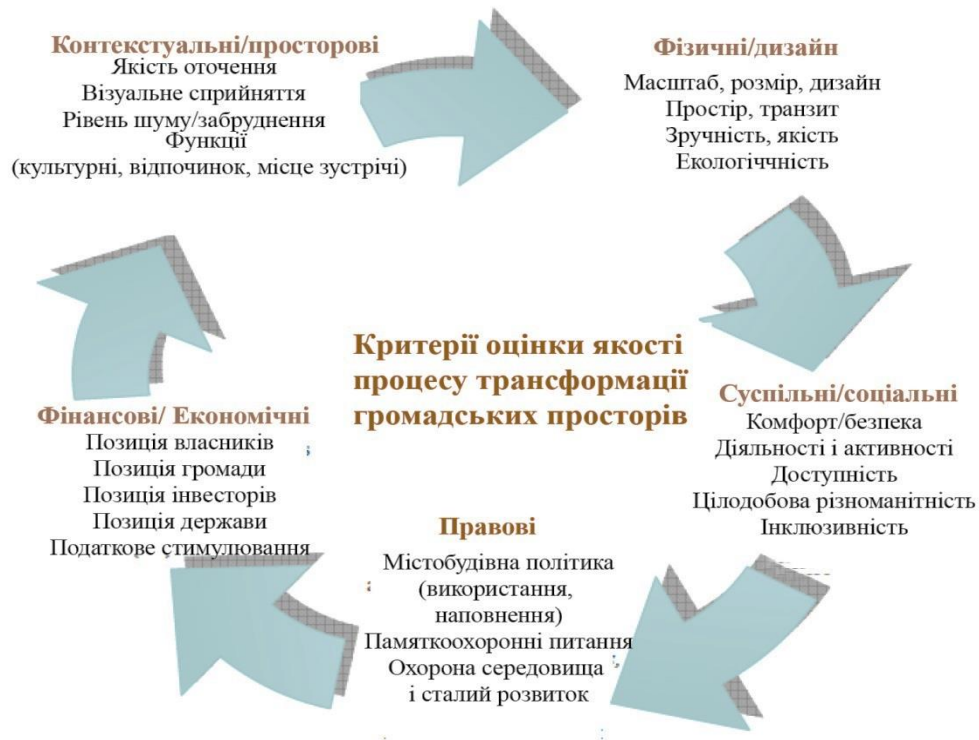 Контекстуальні/просторові
Якість оточення
Візуальне сприйняття
Рівень шуму/забруднення
Функції
(культурні, відпочинок, місце зустрічі)
Фізичні/дизайн
Масштаб, розмір, дизайн
Простір, транзит
Зручність, якість
Екологіччність
Критерії оцінки якості
процесу трансформації
громадських просторів
Суспільні/соціальні
Комфорт/безпека
Діяльності і активності
Доступність
Цілодобова різноманітність
Інклюзивність
Правові
Містобудівна політика
(використання,
наповнення)
Памяткоохоронні питання
Охорона середовища
і сталий розвиток
Фінансові/ Економічні
Позиція власників
Позиція громади
Позиція інвесторів
Позиція держави
Податкове стимулювання